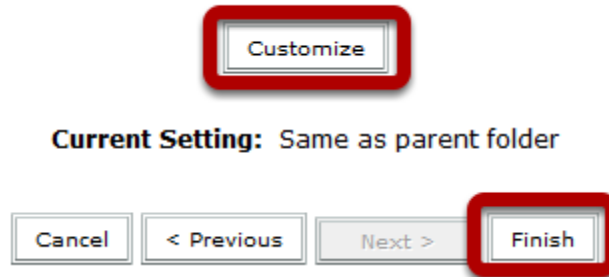 Customize
Current Setting: Same as parent folder
Cancel < Previous Next > Finish